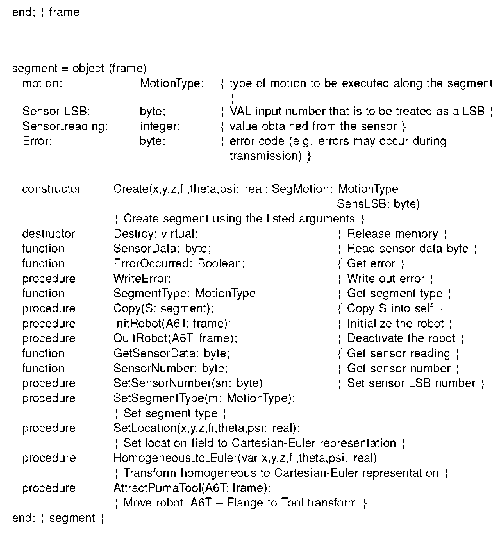 end; { frame
segment = object (frame)
motion: MotionType; { type of motion to be executed along the segment
}
Sensor_LSB: byte; { VAL input number that is to be treated as a LSB }
Sensor_reading: integer; { value obtained from the sensor }
Error: byte; { error code (e.g. errors may occur during
transmission) }
constructor Create(x,y,z,fi,theta,psi: real; SegMotion: MotionType
SensLSB: byte)
{ Create segment using the listed arguments }
destructor Destroy; virtual; { Release memory }
function SensorData: byte; { Read sensor data byte }
function ErrorOccurred: Boolean; { Get error }
procedure WriteError; { Write out error }
function SegmentType: MotionType { Get segment type }
procedure Copy(S: segment); { Copy S into self }
procedure InitRobot(A6T: frame); { Initialize the robot }
procedure QuitRobot(A6T: frame); { Deactivate the robot }
function GetSensorData: byte; { Get sensor reading }
function SensorNumber: byte; { Get sensor number }
procedure SetSensorNumber(sn: byte) { Set sensor LSB number }
procedure SetSegmentType(m: MotionType);
{ Set segment type }
procedure SetLocation(x,y,z,fi,theta,psi: real);
{ Set location field to Cartesian-Euler representation }
procedure Homogeneous_to_Euler(var x,y,z,fi,theta,psi: real)
{ Transform homogeneous to Cartesian-Euler representation }
procedure AttractPumaTool(A6T: frame);
{ Move robot. A6T – Flange to Tool transform }
end; { segment }